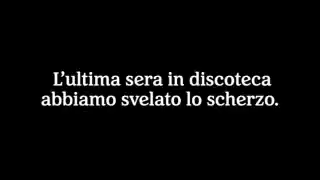 L’ultima sera in discoteca
abbiamo svelato lo scherzo.